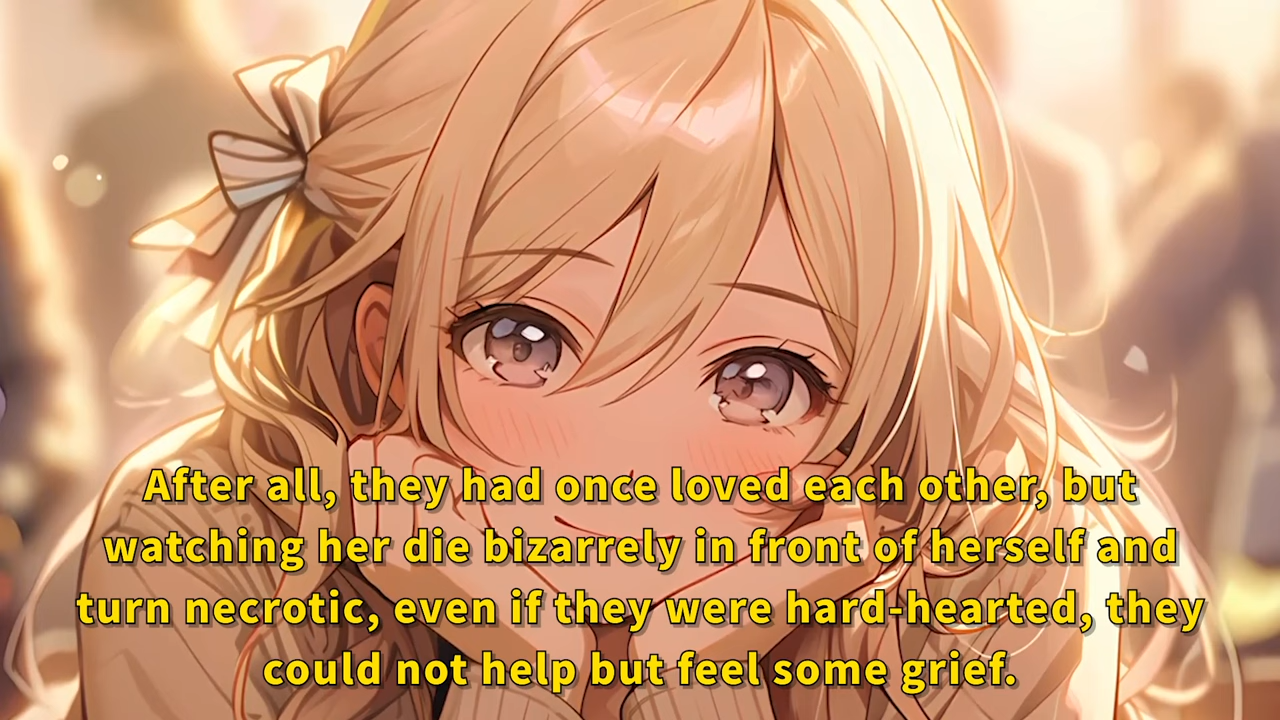 After all, they had once loved each other, but
watching her die bizarrely in front of herself and
turn necrotic, even if they were hard-hearted, they
could not help but feel some grief.